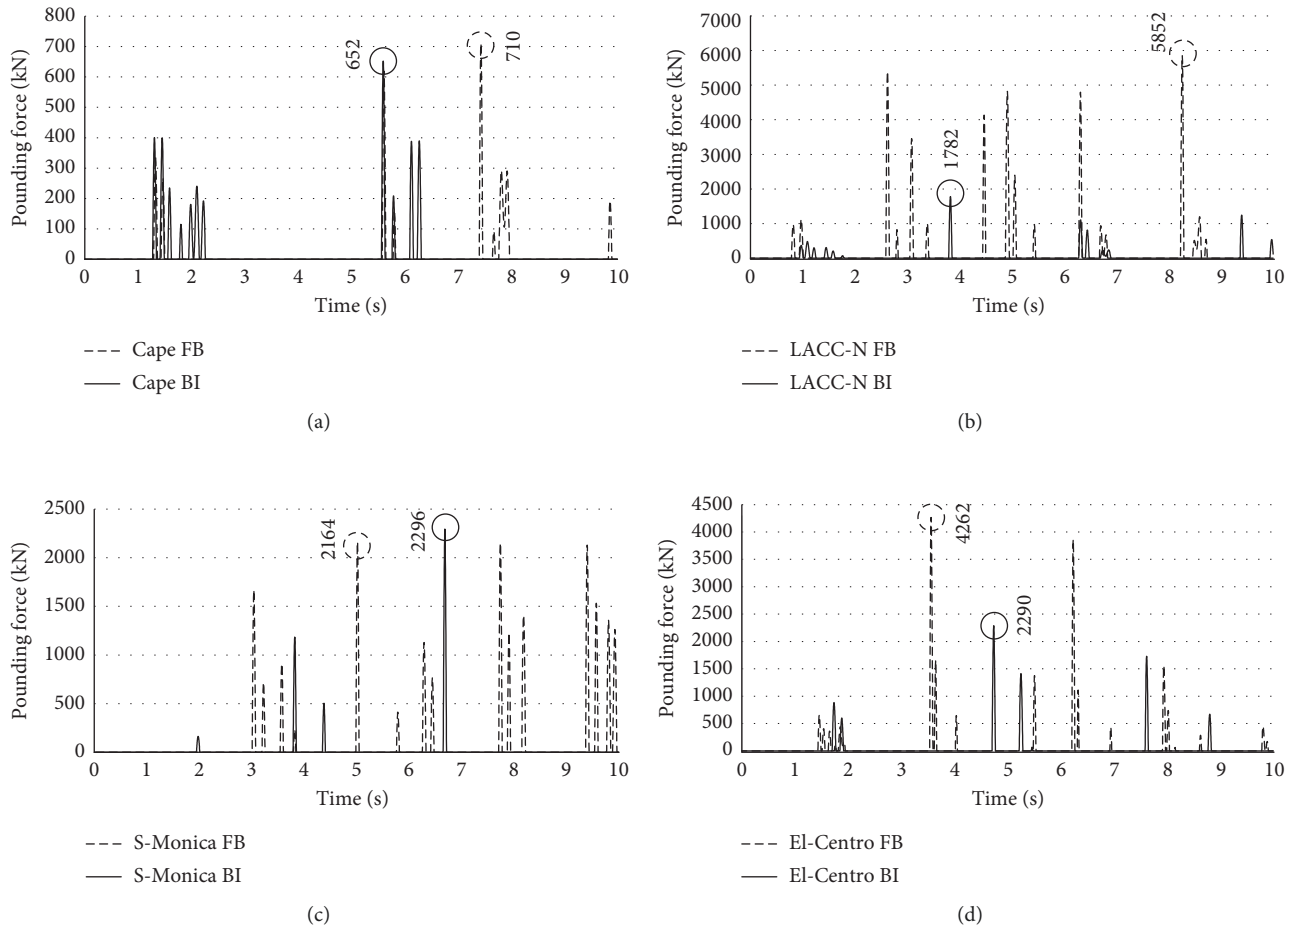 Pounding force (kN)
800
700
600
500
400
300
200
100
0
652
710
0 1 2 3 4 5 6 7 8 9 10
Time (s)
Cape FB
Cape BI
(a)
Pounding force (kN)
7000
6000
5000
4000
3000
2000
1000
0
1782
5852
0 1 2 3 4 5 6 7 8 9 10
Time (s)
LACC-N FB
LACC-N BI
(b)
Pounding force (kN)
2500
2000
1500
1000
500
0
2164
2296
0 1 2 3 4 5 6 7 8 9 10
Time (s)
S-Monica FB
S-Monica BI
(c)
Pounding force (kN)
4500
4000
3500
3000
2500
2000
1500
1000
500
0
4262
2290
0 1 2 3 4 5 6 7 8 9 10
Time (s)
El-Centro FB
El-Centro BI
(d)